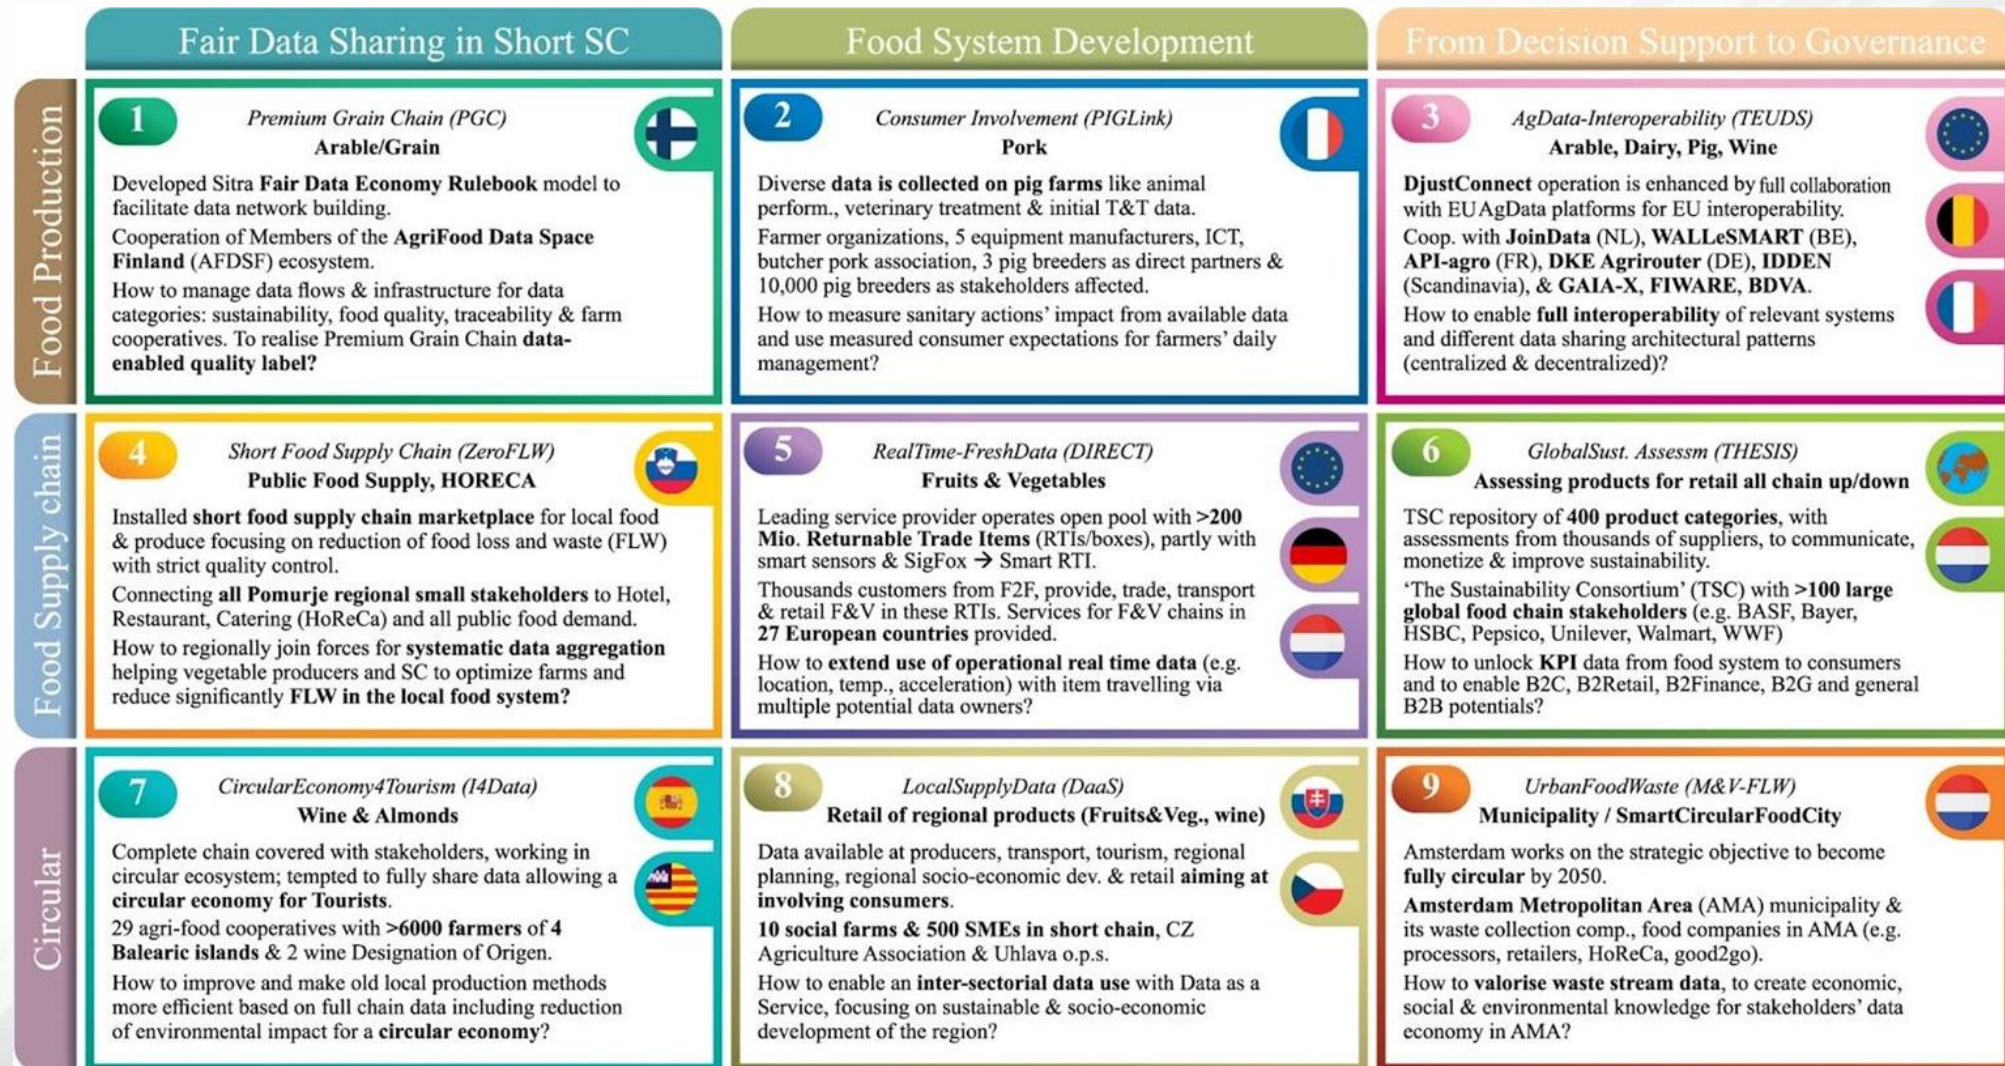 Fair Data Sharing in Short SC
Food System Development
From Decision Support to Governance
Food Production
1
Premium Grain Chain (PGC)
Arable/Grain
Developed Sitra Fair Data Economy Rulebook model to
facilitate data network building.
Cooperation of Members of the AgriFood Data Space
Finland (AFDSF) ecosystem.
How to manage data flows & infrastructure for data
categories: sustainability, food quality, traceability & farm
cooperatives. To realise Premium Grain Chain data-
enabled quality label?
2
Consumer Involvement (PIGLink)
Pork
Diverse data is collected on pig farms like animal
perform., veterinary treatment & initial T&T data.
Farmer organizations, 5 equipment manufacturers, ICT,
butcher pork association, 3 pig breeders as direct partners &
10,000 pig breeders as stakeholders affected.
How to measure sanitary actions' impact from available data
and use measured consumer expectations for farmers' daily
management?
3
AgData-Interoperability (TEUDS)
Arable, Dairy, Pig, Wine
DjustConnect operation is enhanced by full collaboration
with EUAgData platforms for EU interoperability.
Coop. with JoinData (NL), WALLeSMART (BE),
API-agro (FR), DKE Agrirouter (DE), IDDEN
(Scandinavia), & GAIA-X, FIWARE, BDVA.
How to enable full interoperability of relevant systems
and different data sharing architectural patterns
(centralized & decentralized)?
Food Supply chain
4
Short Food Supply Chain (ZeroFLW)
Public Food Supply, HORECA
Installed short food supply chain marketplace for local food
& produce focusing on reduction of food loss and waste (FLW)
with strict quality control.
Connecting all Pomurje regional small stakeholders to Hotel,
Restaurant, Catering (HoReCa) and all public food demand.
How to regionally join forces for systematic data aggregation
helping vegetable producers and SC to optimize farms and
reduce significantly FLW in the local food system?
5
RealTime-FreshData (DIRECT)
Fruits & Vegetables
Leading service provider operates open pool with >200
Mio. Returnable Trade Items (RTIs/boxes), partly with
smart sensors & SigFox → Smart RTI.
Thousands customers from F2F, provide, trade, transport
& retail F&V in these RTIs. Services for F&V chains in
27 European countries provided.
How to extend use of operational real time data (e.g.
location, temp., acceleration) with item travelling via
multiple potential data owners?
6
GlobalSust. Assessm (THESIS)
Assessing products for retail all chain up/down
TSC repository of 400 product categories, with
assessments from thousands of suppliers, to communicate,
monetize & improve sustainability.
'The Sustainability Consortium' (TSC) with >100 large
global food chain stakeholders (e.g. BASF, Bayer,
HSBC, Pepsico, Unilever, Walmart, WWF)
How to unlock KPI data from food system to consumers
and to enable B2C, B2Retail, B2Finance, B2G and general
B2B potentials?
Circular
7
CircularEconomy4Tourism (I4Data)
Wine & Almonds
Complete chain covered with stakeholders, working in
circular ecosystem; tempted to fully share data allowing a
circular economy for Tourists.
29 agri-food cooperatives with >6000 farmers of 4
Balearic islands & 2 wine Designation of Origen.
How to improve and make old local production methods
more efficient based on full chain data including reduction
of environmental impact for a circular economy?
8
LocalSupplyData (DaaS)
Retail of regional products (Fruits&Veg., wine)
Data available at producers, transport, tourism, regional
planning, regional socio-economic dev. & retail aiming at
involving consumers.
10 social farms & 500 SMEs in short chain, CZ
Agriculture Association & Uhlava o.p.s.
How to enable an inter-sectorial data use with Data as a
Service, focusing on sustainable & socio-economic
development of the region?
9
UrbanFoodWaste (M&V-FLW)
Municipality / SmartCircularFoodCity
Amsterdam works on the strategic objective to become
fully circular by 2050.
Amsterdam Metropolitan Area (AMA) municipality &
its waste collection comp., food companies in AMA (e.g.
processors, retailers, HoReCa, good2go).
How to valorise waste stream data, to create economic,
social & environmental knowledge for stakeholders' data
economy in AMA?